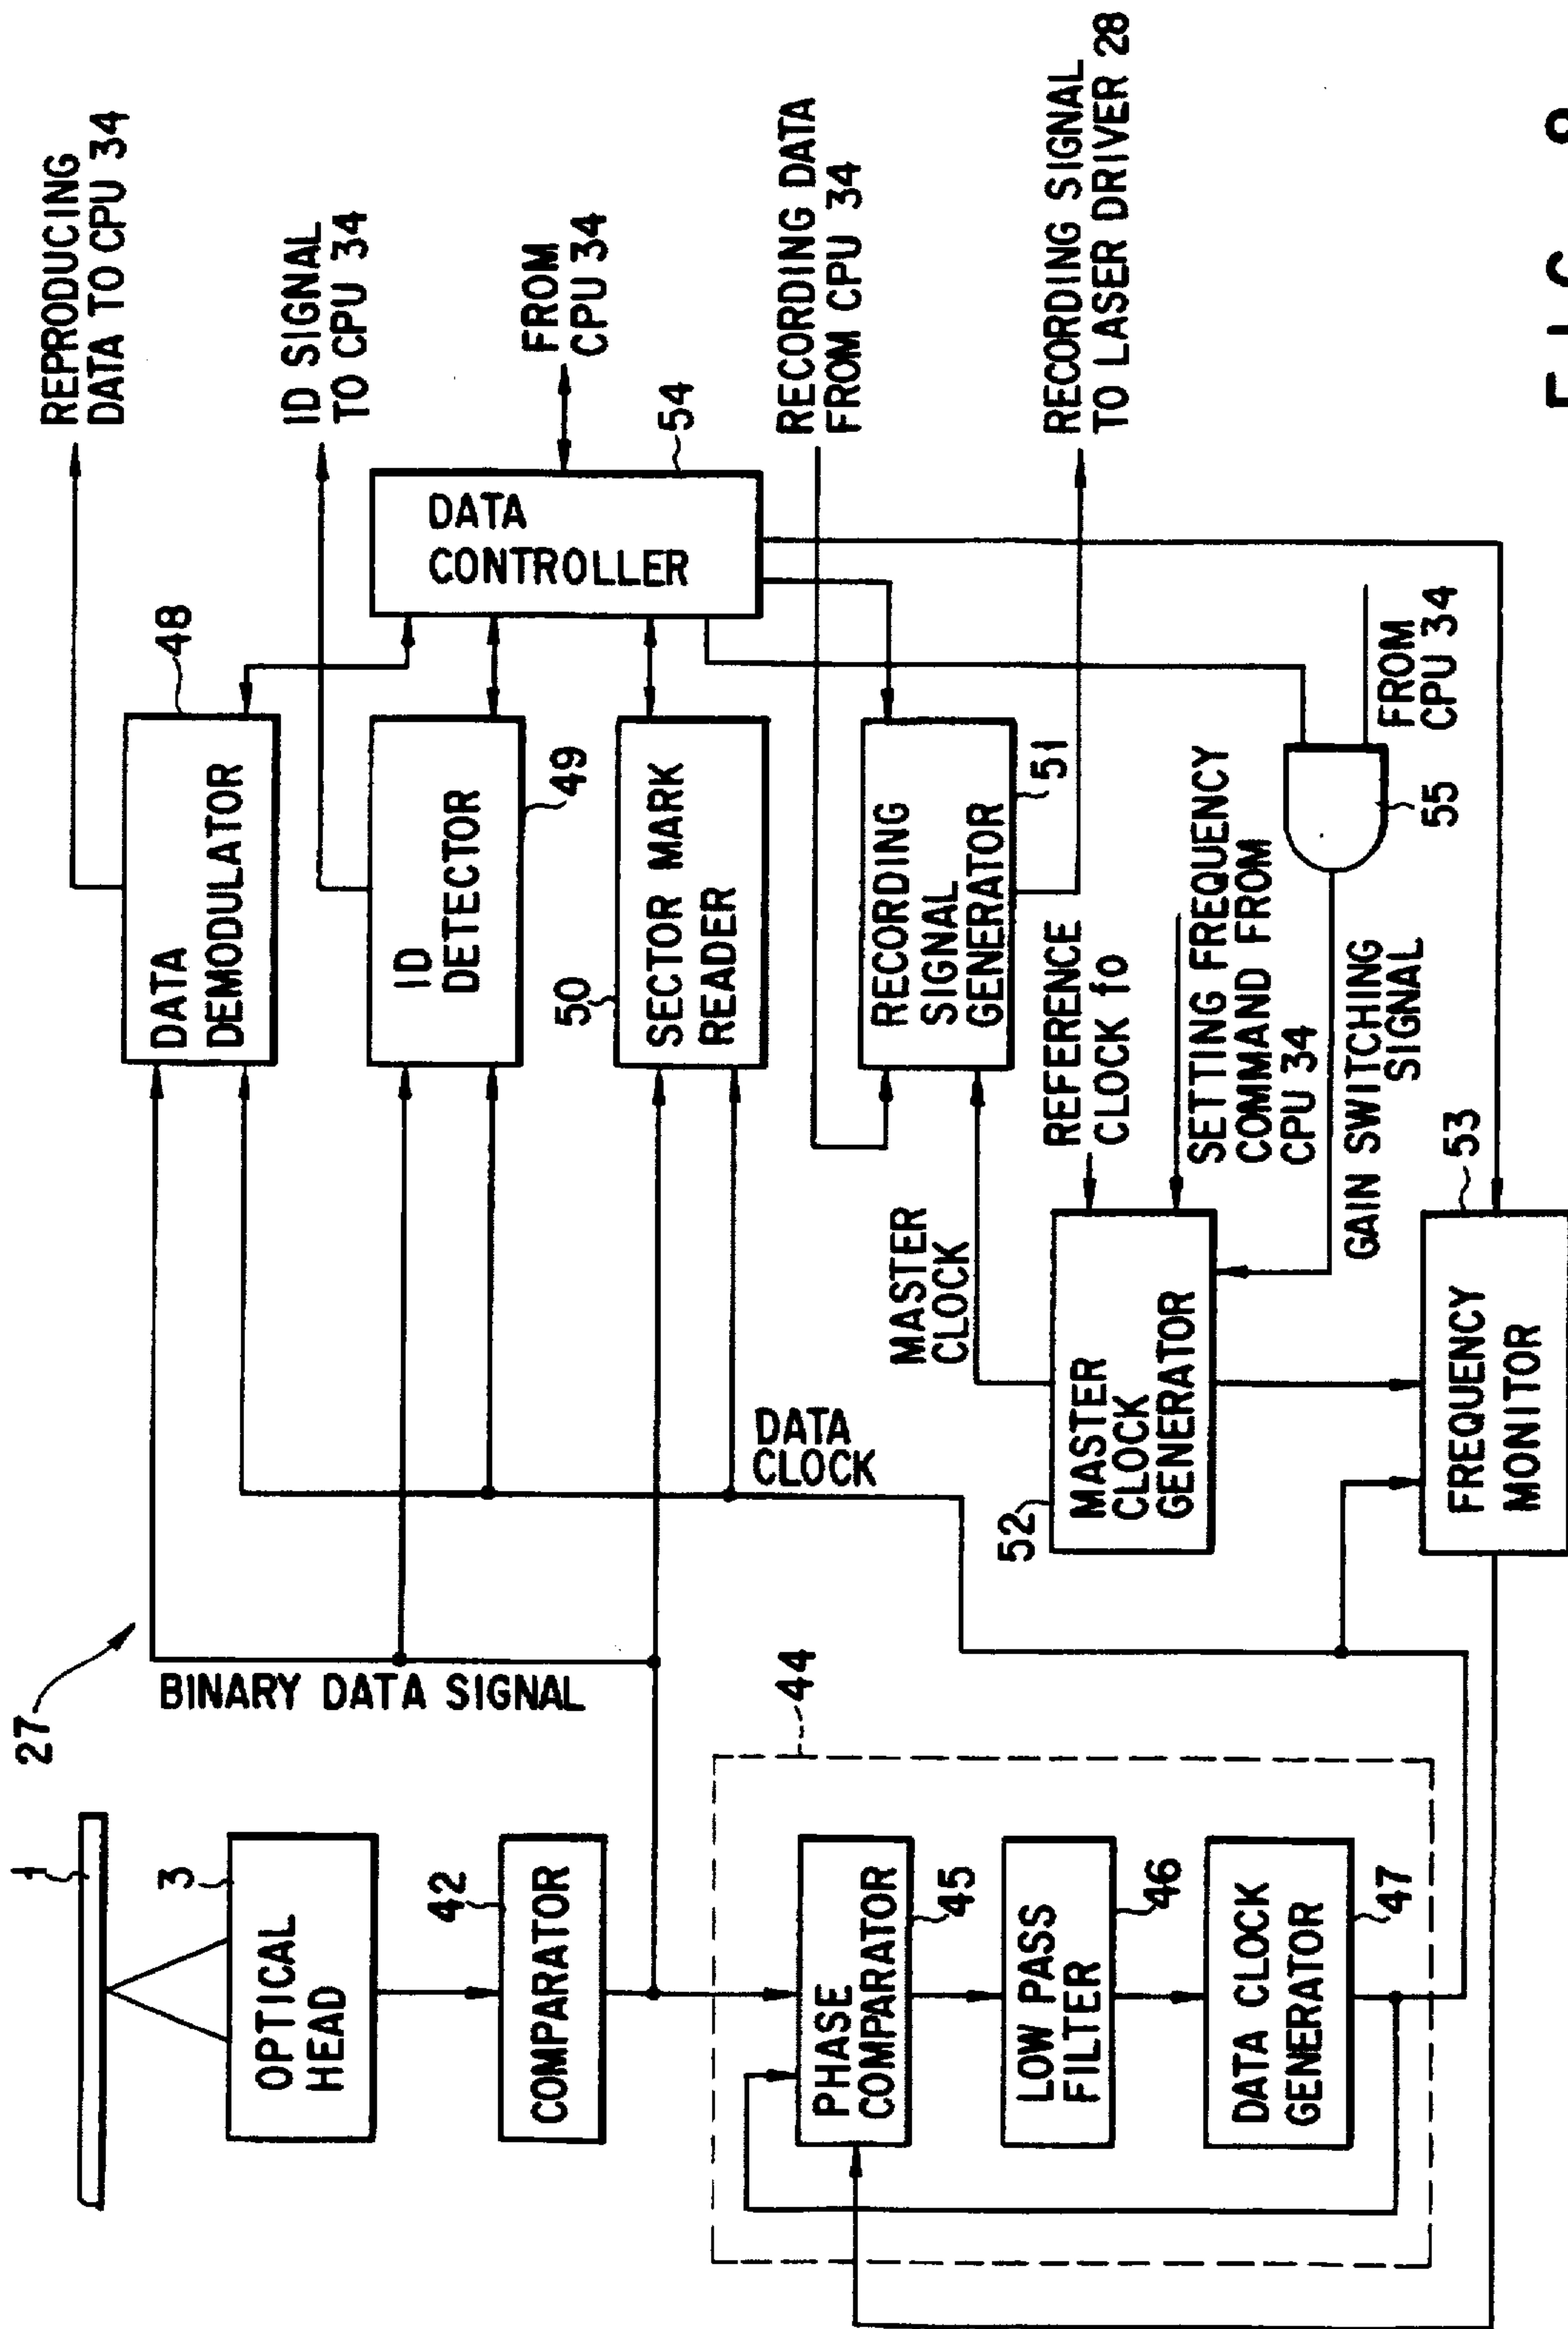 27
1
3
OPTICAL
HEAD
42
COMPARATOR
BINARY DATA SIGNAL
44
PHASE
COMPARATOR
45
LOW PASS
FILTER
46
DATA CLOCK
GENERATOR
47
DATA
CLOCK
DATA
DEMODULATOR
48
REPRODUCING
DATA TO CPU 34
ID
DETECTOR
49
ID SIGNAL
TO CPU 34
50
SECTOR MARK
READER
DATA
CONTROLLER
54
FROM
CPU 34
RECORDING DATA
FROM CPU 34
RECORDING
SIGNAL
GENERATOR
51
RECORDING SIGNAL
TO LASER DRIVER 28
MASTER
CLOCK
REFERENCE
CLOCK fo
SETTING FREQUENCY
COMMAND FROM
CPU 34
52
MASTER
CLOCK
GENERATOR
GAIN SWITCHING
SIGNAL
55
FROM
CPU 34
53
FREQUENCY
MONITOR